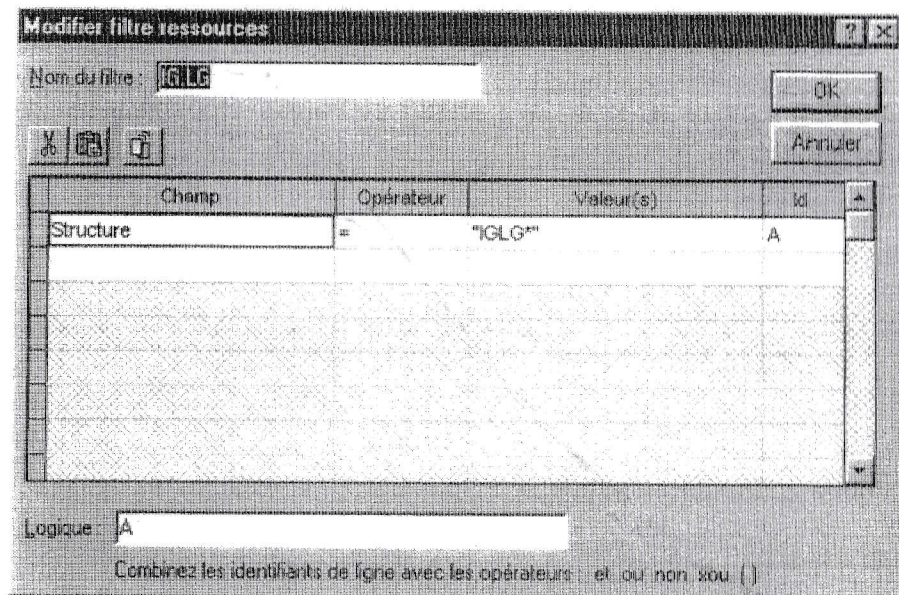 Modifier filtre ressources
Nom du filtre : IGLG
OK
Annuler
Champ Opérateur Valeur(s) Id
Structure = "IGLG*" A
Logique : A
Combinez les identifiants de ligne avec les opérateurs : et ou non xou ( )